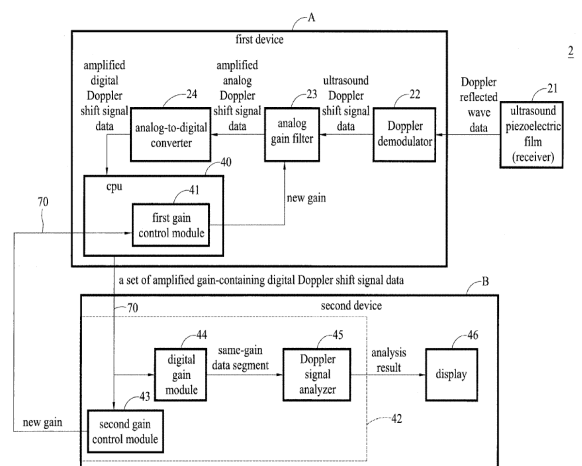 A
first device
2
amplified
digital
Doppler
shift signal
data
24
analog-to-digital
converter
amplified
analog
Doppler
shift signal
data
23
analog
gain filter
ultrasound
Doppler
shift signal
data
22
Doppler
demodulator
Doppler
reflected
wave
data
21
ultrasound
piezoelectric
film
(receiver)
40
cpu
41
first gain
control module
new gain
70
a set of amplified gain-containing digital Doppler shift signal data
70
B
second device
44
digital
gain
module
same-gain
data segment
45
Doppler
signal
analyzer
analysis
result
46
display
43
second gain
control module
new gain
42